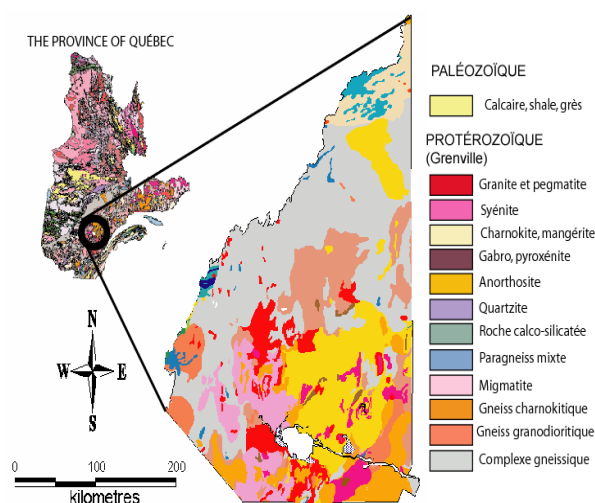 THE PROVINCE OF QUÉBEC
N
W E
S
0 100 200
kilometres
PALÉOZOÏQUE
Calcaire, shale, grès
PROTÉROZOÏQUE
(Grenville)
Granite et pegmatite
Syénite
Charnokite, mangérite
Gabro, pyroxénite
Anorthosite
Quartzite
Roche calco-silicatée
Paragneiss mixte
Migmatite
Gneiss charnokitique
Gneiss granodioritique
Complexe gneissique